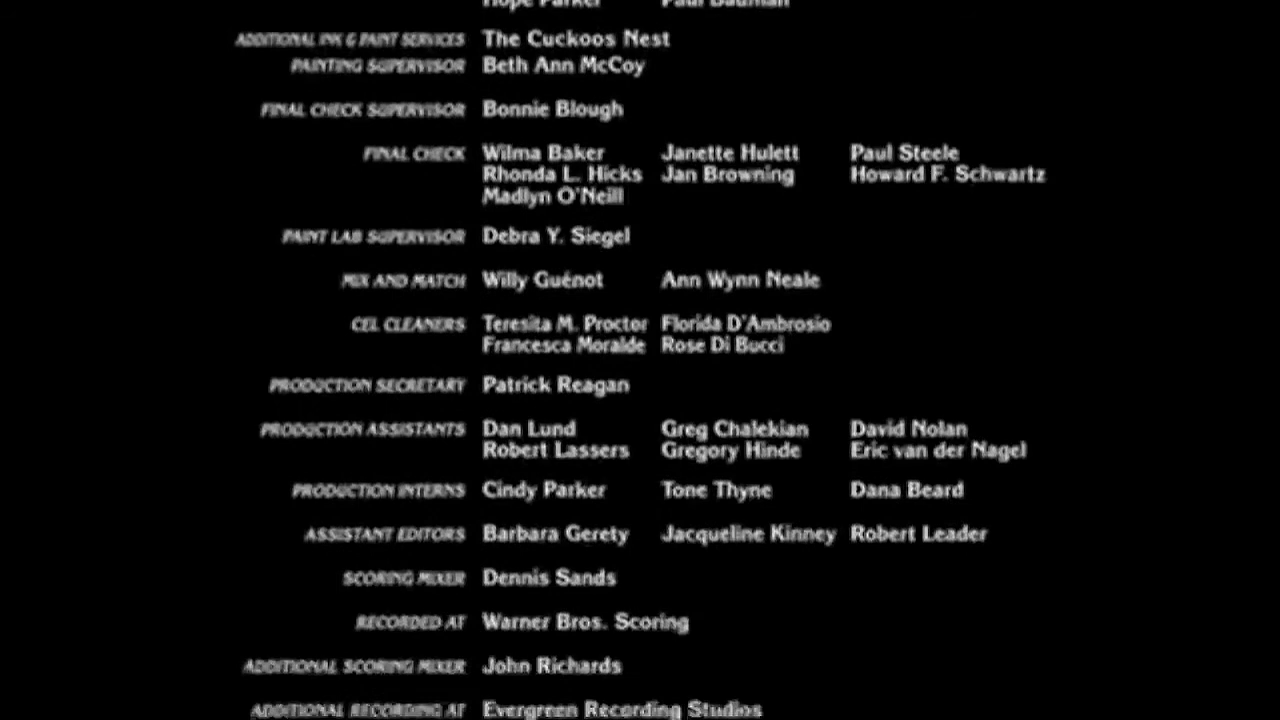 Hope Parker Paul Bauman
ADDITIONAL INK & PAINT SERVICES The Cuckoos Nest
PAINTING SUPERVISOR Beth Ann McCoy
FINAL CHECK SUPERVISOR Bonnie Blough
FINAL CHECK Wilma Baker Janette Hulett Paul Steele
Rhonda L. Hicks Jan Browning Howard F. Schwartz
Madlyn O'Neill
PAINT LAB SUPERVISOR Debra Y. Siegel
MIX AND MATCH Willy Guénot Ann Wynn Neale
CEL CLEANERS Teresita M. Proctor Florida D'Ambrosio
Francesca Moralde Rose Di Bucci
PRODUCTION SECRETARY Patrick Reagan
PRODUCTION ASSISTANTS Dan Lund Greg Chalekian David Nolan
Robert Lassers Gregory Hinde Eric van der Nagel
PRODUCTION INTERNS Cindy Parker Tone Thyne Dana Beard
ASSISTANT EDITORS Barbara Gerety Jacqueline Kinney Robert Leader
SCORING MIXER Dennis Sands
RECORDED AT Warner Bros. Scoring
ADDITIONAL SCORING MIXER John Richards
ADDITIONAL RECORDING AT Evergreen Recording Studios